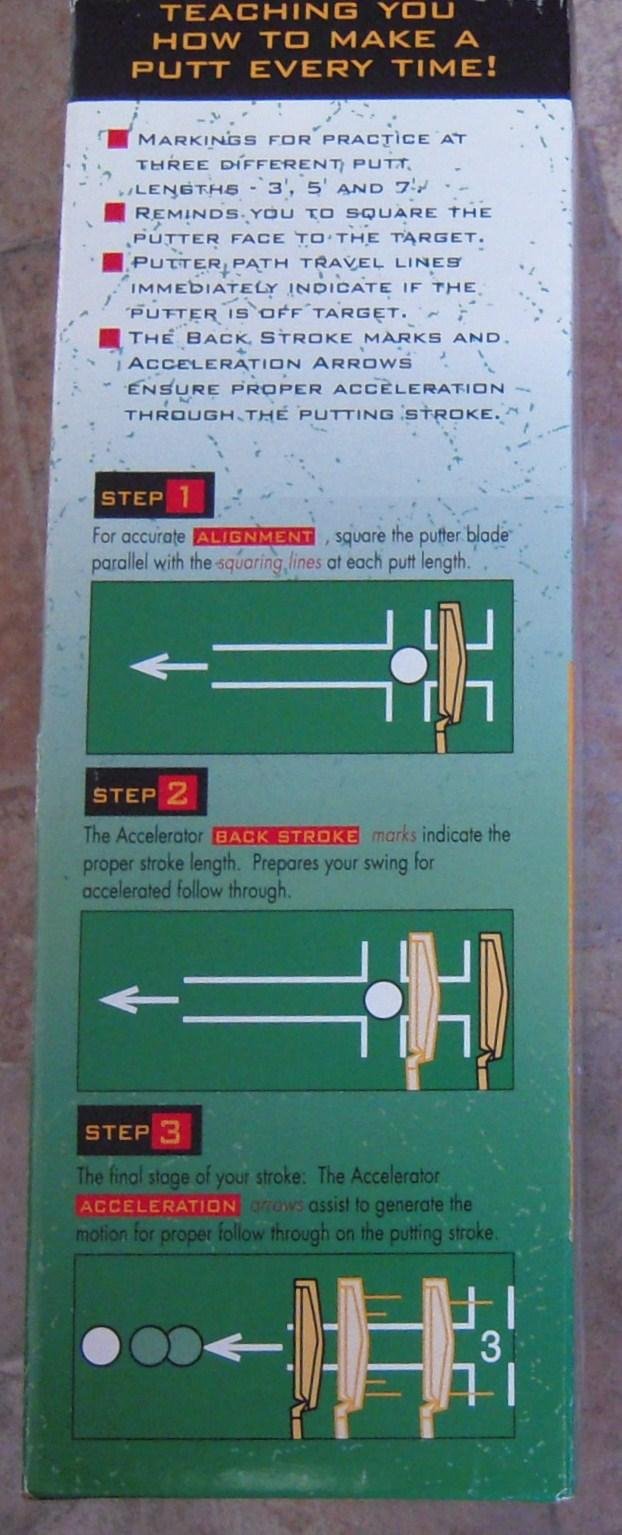 TEACHING YOU
HOW TO MAKE A
PUTT EVERY TIME!
MARKINGS FOR PRACTICE AT
THREE DIFFERENT PUTT
LENGTHS - 3', 5' AND 7'.
REMINDS YOU TO SQUARE THE
PUTTER FACE TO THE TARGET.
PUTTER PATH TRAVEL LINES
IMMEDIATELY INDICATE IF THE
PUTTER IS OFF TARGET.
THE BACK STROKE MARKS AND
ACCELERATION ARROWS
ENSURE PROPER ACCELERATION
THROUGH THE PUTTING STROKE.
STEP 1
For accurate ALIGNMENT , square the putter blade
parallel with the squaring lines at each putt length.
STEP 2
The Accelerator BACK STROKE marks indicate the
proper stroke length. Prepares your swing for
accelerated follow through.
STEP 3
The final stage of your stroke: The Accelerator
ACCELERATION arrows assist to generate the
motion for proper follow through on the putting stroke.
3